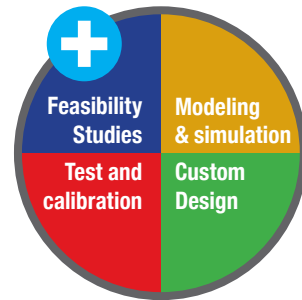 Feasibility
Studies
Modeling
& simulation
Test and
calibration
Custom
Design